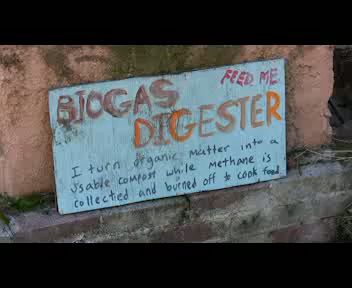 FEED ME
BIOGAS
DIGESTER
I turn organic matter into a
usable compost while methane is
collected and burned off to cook food